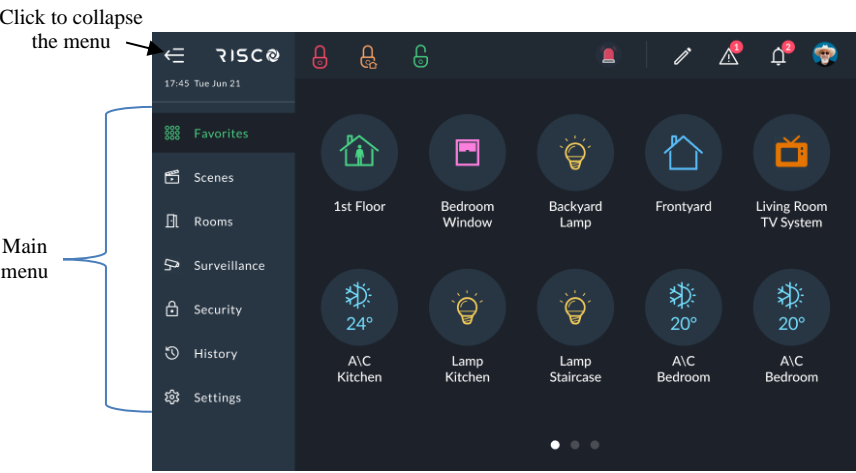 Click to collapse
the menu
RISCO
17:45 Tue Jun 21
1
2
Favorites
Scenes
Rooms
Surveillance
Security
History
Settings
Main
menu
1st Floor
Bedroom
Window
Backyard
Lamp
Frontyard
Living Room
TV System
24°
A\C
Kitchen
Lamp
Kitchen
Lamp
Staircase
20°
A\C
Bedroom
20°
A\C
Bedroom